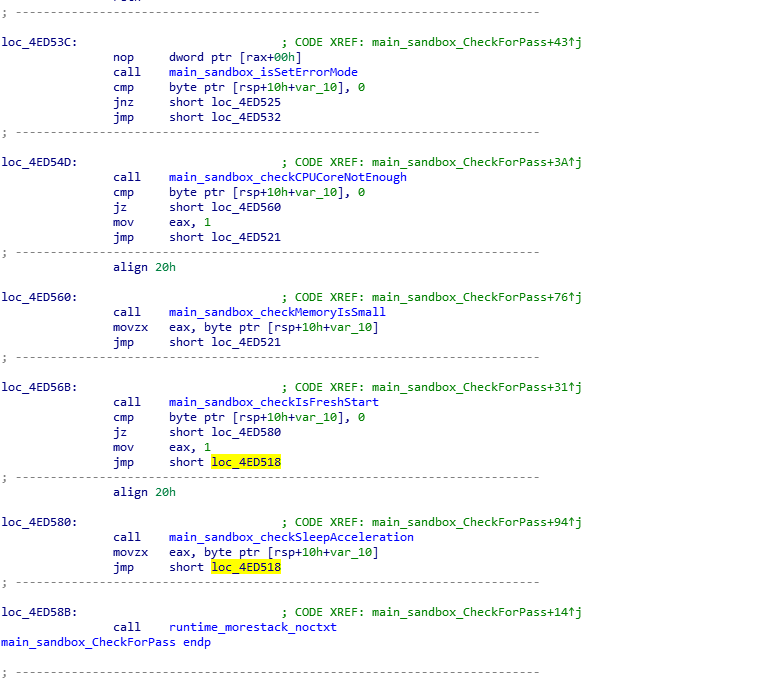 ; ---------------------------------------------------------------------------
loc_4ED53C: ; CODE XREF: main_sandbox_CheckForPass+43↑j
nop dword ptr [rax+00h]
call main_sandbox_isSetErrorMode
cmp byte ptr [rsp+10h+var_10], 0
jnz short loc_4ED525
jmp short loc_4ED532
; ---------------------------------------------------------------------------
loc_4ED54D: ; CODE XREF: main_sandbox_CheckForPass+3A↑j
call main_sandbox_checkCPUCoreNotEnough
cmp byte ptr [rsp+10h+var_10], 0
jz short loc_4ED560
mov eax, 1
jmp short loc_4ED521
; ---------------------------------------------------------------------------
align 20h
loc_4ED560: ; CODE XREF: main_sandbox_CheckForPass+76↑j
call main_sandbox_checkMemoryIsSmall
movzx eax, byte ptr [rsp+10h+var_10]
jmp short loc_4ED521
; ---------------------------------------------------------------------------
loc_4ED56B: ; CODE XREF: main_sandbox_CheckForPass+31↑j
call main_sandbox_checkIsFreshStart
cmp byte ptr [rsp+10h+var_10], 0
jz short loc_4ED580
mov eax, 1
jmp short loc_4ED518
; ---------------------------------------------------------------------------
align 20h
loc_4ED580: ; CODE XREF: main_sandbox_CheckForPass+94↑j
call main_sandbox_checkSleepAcceleration
movzx eax, byte ptr [rsp+10h+var_10]
jmp short loc_4ED518
; ---------------------------------------------------------------------------
loc_4ED58B: ; CODE XREF: main_sandbox_CheckForPass+14↑j
call runtime_morestack_noctxt
main_sandbox_CheckForPass endp
; ---------------------------------------------------------------------------